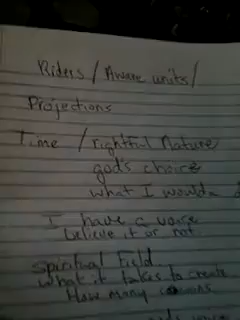 Riders / Aware units /
Projections
Time / Rightful Nature
god's choice
what I woulda
I have a voice
believe it or not
Spiritual Field
what it takes to create
How many